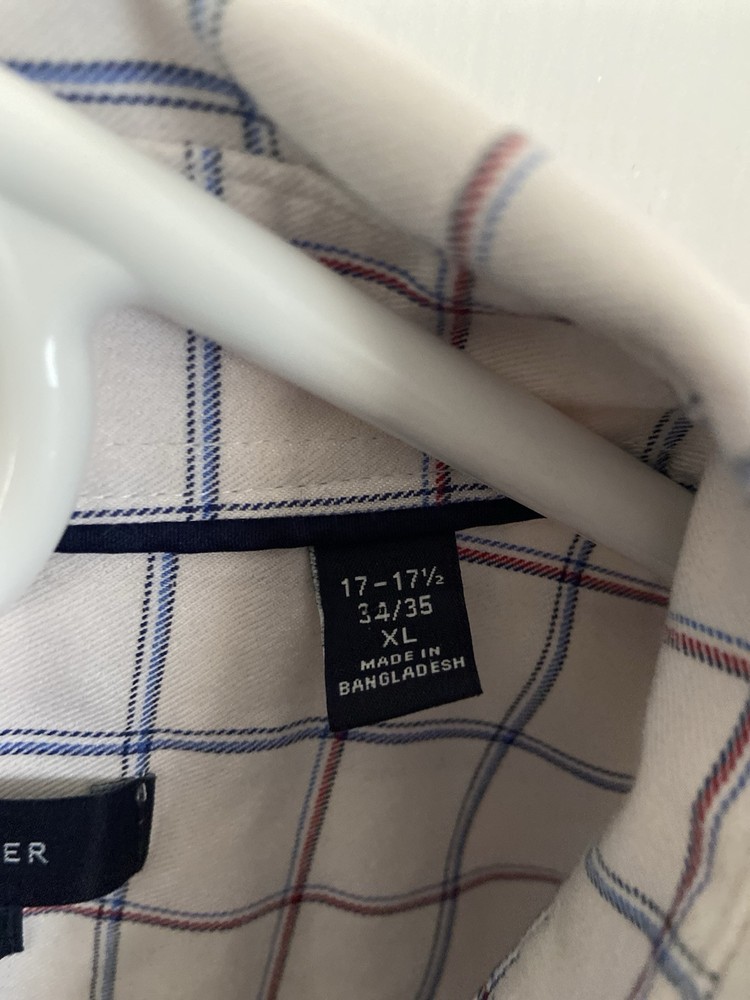 17-17½
34/35
XL
MADE IN
BANGLADESH
ER